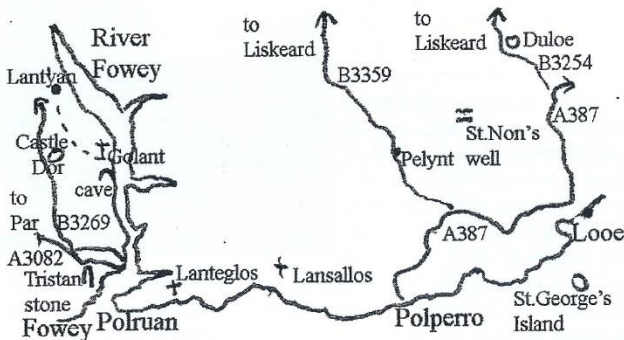 River
Fowey
Lantyan
Castle
Dor
Golant
cave
to
Par
B3269
A3082
Tristan
stone
Fowey
Polruan
Lanteglos
Lansallos
to
Liskeard
B3359
Pelynt
to
Liskeard
Duloe
B3254
A387
St.Non's
well
A387
Looe
Polperro
St.George's
Island